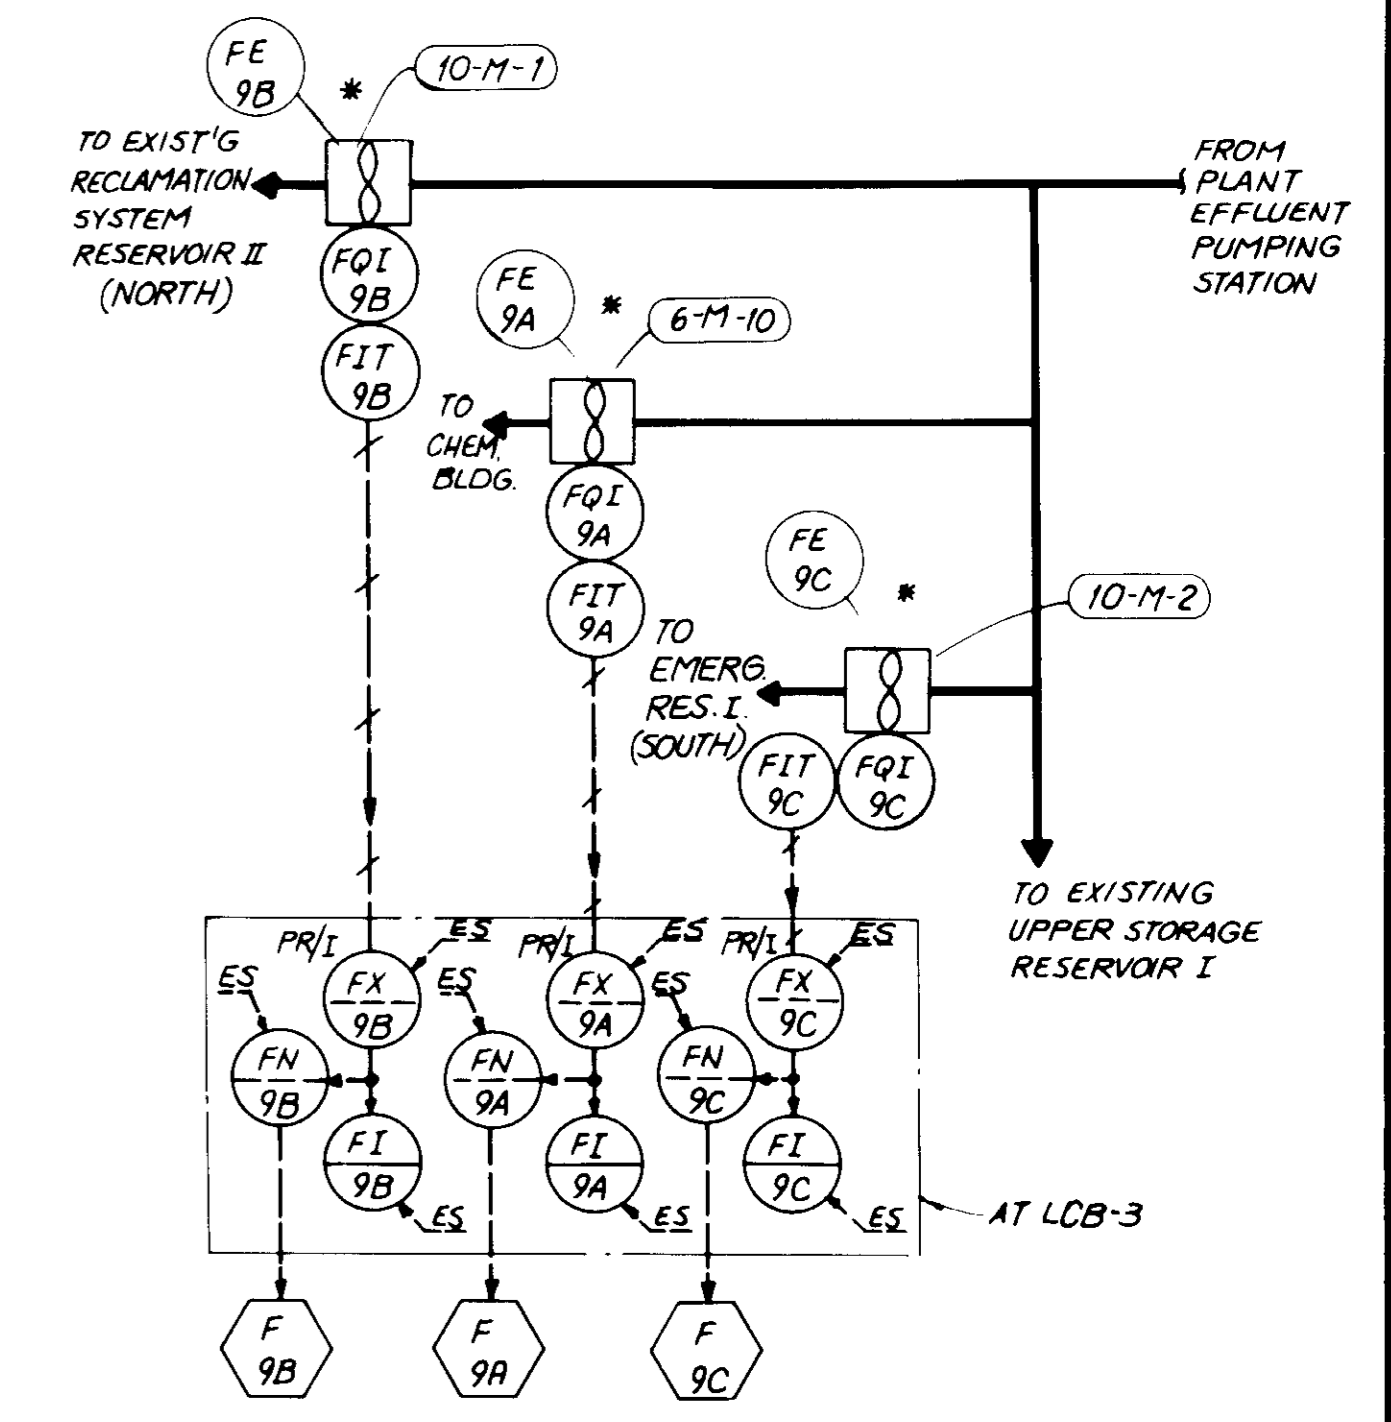 FE
9B
*
10-M-1
TO EXIST'G
RECLAMATION
SYSTEM
RESERVOIR II
(NORTH)
FROM
PLANT
EFFLUENT
PUMPING
STATION
FQI
9B
FIT
9B
FE
9A
*
6-M-10
TO
CHEM.
BLDG.
FQI
9A
FIT
9A
FE
9C
*
10-M-2
TO
EMERG.
RES. I.
(SOUTH)
FIT
9C
FQI
9C
TO EXISTING
UPPER STORAGE
RESERVOIR I
PR/I
ES
PR/I
ES
PR/I
ES
ES
FX
9B
ES
FX
9A
ES
FX
9C
FN
9B
FN
9A
FN
9C
FI
9B
FI
9A
FI
9C
ES
ES
ES
AT LCB-3
F
9B
F
9A
F
9C